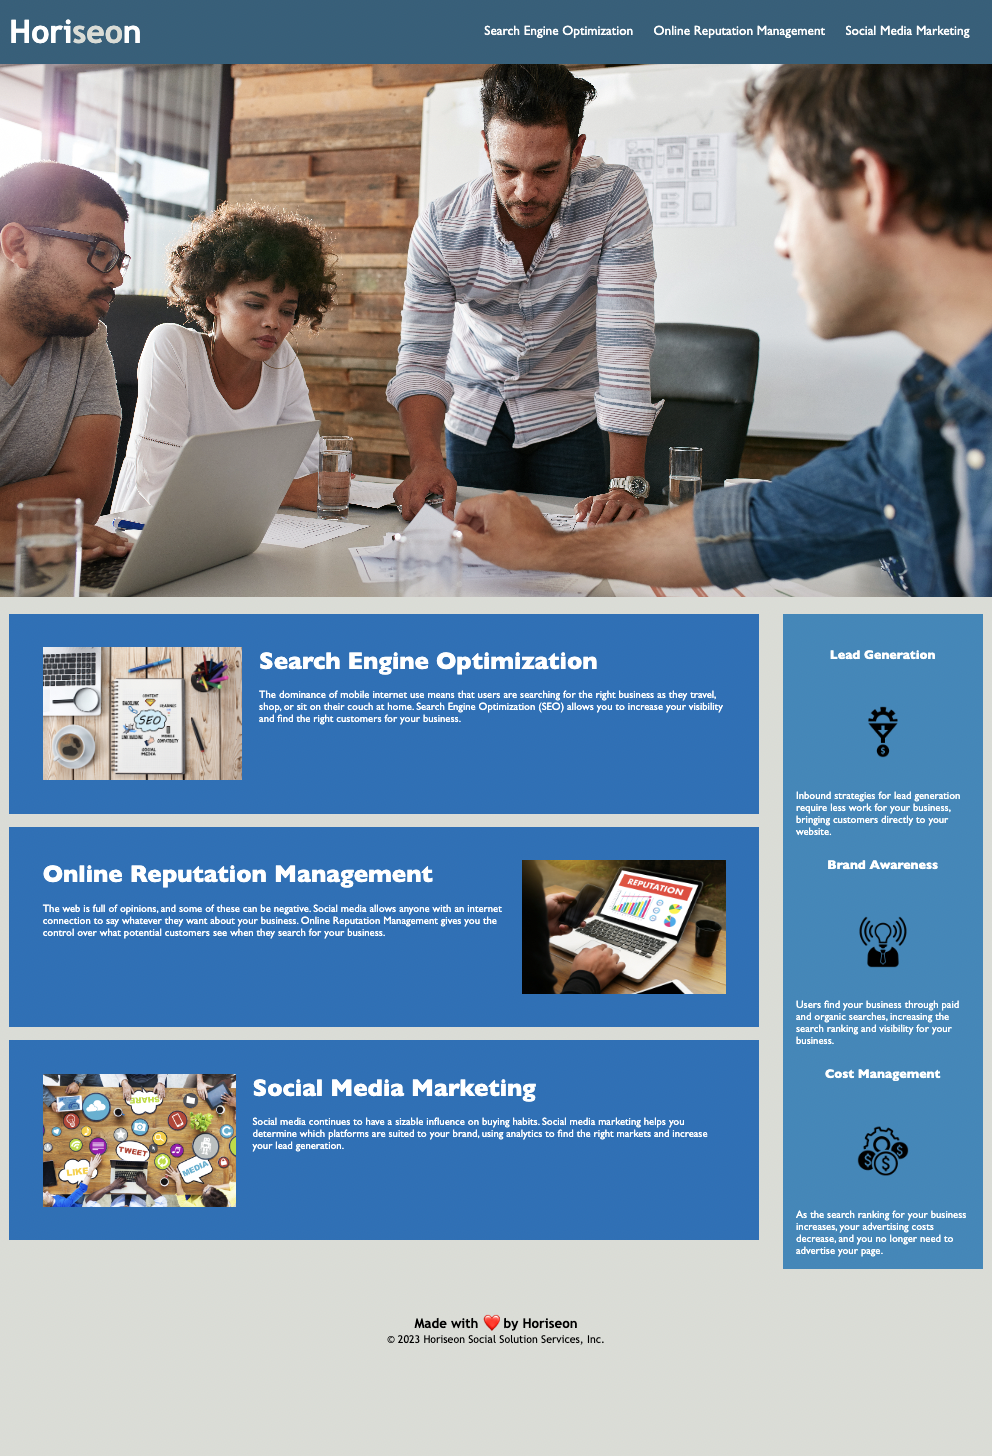 Horiseon
Search Engine Optimization
Online Reputation Management
Social Media Marketing
CONTENT
BACKLINK
SEO
LINK BUILDING
MOBILE
COMPATIBILITY
SOCIAL
MEDIA
Search Engine Optimization
The dominance of mobile internet use means that users are searching for the right business as they travel,
shop, or sit on their couch at home. Search Engine Optimization (SEO) allows you to increase your visibility
and find the right customers for your business.
Online Reputation Management
The web is full of opinions, and some of these can be negative. Social media allows anyone with an internet
connection to say whatever they want about your business. Online Reputation Management gives you the
control over what potential customers see when they search for your business.
REPUTATION
SHARE
TWEET
LIKE
MEDIA
Social Media Marketing
Social media continues to have a sizable influence on buying habits. Social media marketing helps you
determine which platforms are suited to your brand, using analytics to find the right markets and increase
your lead generation.
Lead Generation
Inbound strategies for lead generation
require less work for your business,
bringing customers directly to your
website.
Brand Awareness
Users find your business through paid
and organic searches, increasing the
search ranking and visibility for your
business.
Cost Management
As the search ranking for your business
increases, your advertising costs
decrease, and you no longer need to
advertise your page.
Made with ❤️ by Horiseon
© 2023 Horiseon Social Solution Services, Inc.